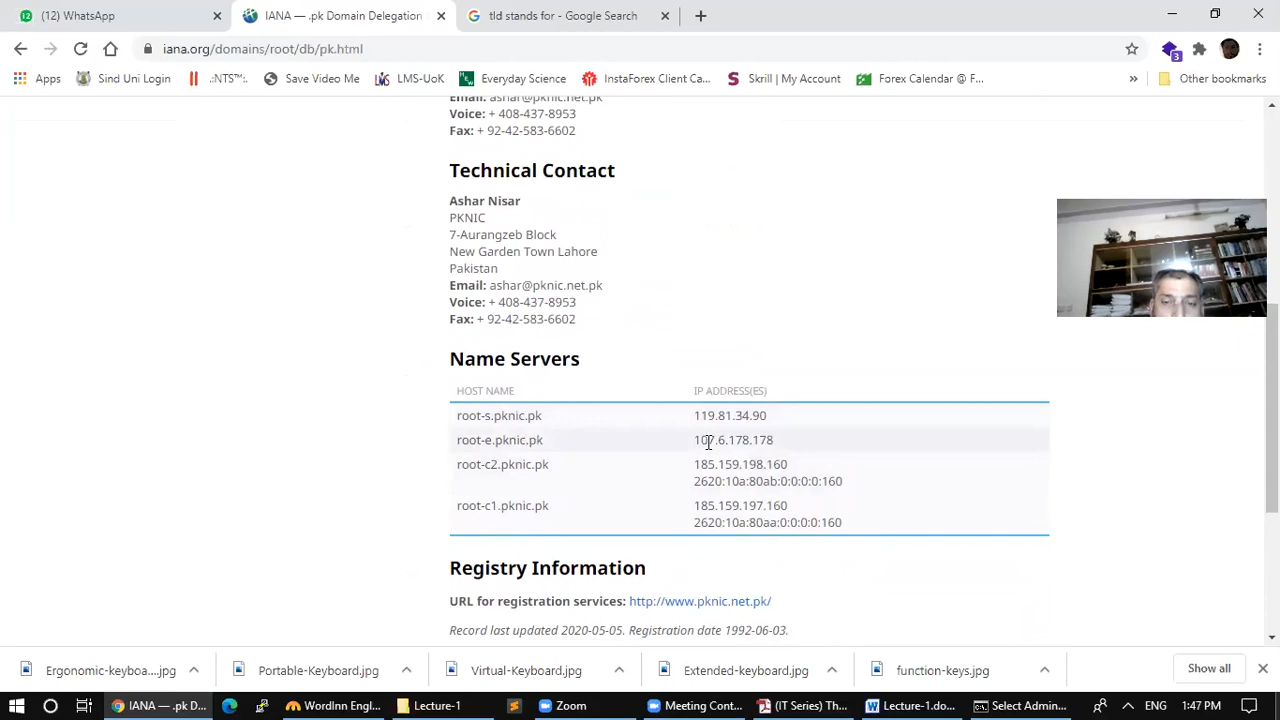 (12) WhatsApp
IANA — .pk Domain Delegation
tld stands for - Google Search
iana.org/domains/root/db/pk.html
3
Apps
Sind Uni Login
.:NTS™:.
Save Video Me
LMS-UoK
Everyday Science
InstaForex Client Ca...
Skrill | My Account
Forex Calendar @ F...
»
Other bookmarks
Email: ashar@pknic.net.pk
Voice: + 408-437-8953
Fax: + 92-42-583-6602
Technical Contact
Ashar Nisar
PKNIC
7-Aurangzeb Block
New Garden Town Lahore
Pakistan
Email: ashar@pknic.net.pk
Voice: + 408-437-8953
Fax: + 92-42-583-6602
Name Servers
HOST NAME IP ADDRESS(ES)
root-s.pknic.pk 119.81.34.90
root-e.pknic.pk 107.6.178.178
root-c2.pknic.pk 185.159.198.160
2620:10a:80ab:0:0:0:0:160
root-c1.pknic.pk 185.159.197.160
2620:10a:80aa:0:0:0:0:160
Registry Information
URL for registration services: http://www.pknic.net.pk/
Record last updated 2020-05-05. Registration date 1992-06-03.
Ergonomic-keyboa....jpg
Portable-Keyboard.jpg
Virtual-Keyboard.jpg
Extended-keyboard.jpg
function-keys.jpg
Show all
IANA — .pk D...
WordInn Engl...
Lecture-1
Zoom
Meeting Cont...
(IT Series) Th...
Lecture-1.do...
Select Admin...
ENG
1:47 PM